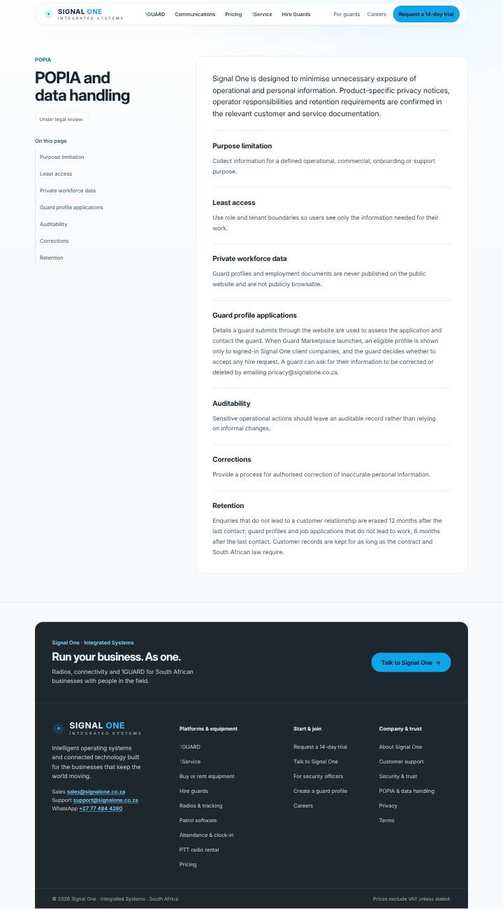 SIGNAL ONE
INTEGRATED SYSTEMS
1GUARD
Communications
Pricing
1Service
Hire Guards
For guards
Careers
Request a 14-day trial
POPIA
POPIA and
data handling
Under legal review
On this page
Purpose limitation
Least access
Private workforce data
Guard profile applications
Auditability
Corrections
Retention
Signal One is designed to minimise unnecessary exposure of
operational and personal information. Product-specific privacy notices,
operator responsibilities and retention requirements are confirmed in
the relevant customer and service documentation.
Purpose limitation
Collect information for a defined operational, commercial, onboarding or support
purpose.
Least access
Use role and tenant boundaries so users see only the information needed for their
work.
Private workforce data
Guard profiles and employment documents are never published on the public
website and are not publicly browsable.
Guard profile applications
Details a guard submits through the website are used to assess the application and
contact the guard. When Guard Marketplace launches, an eligible profile is shown
only to signed-in Signal One client companies, and the guard decides whether to
accept any hire request. A guard can ask for their information to be corrected or
deleted by emailing privacy@signalone.co.za.
Auditability
Sensitive operational actions should leave an auditable record rather than relying
on informal changes.
Corrections
Provide a process for authorised correction of inaccurate personal information.
Retention
Enquiries that do not lead to a customer relationship are erased 12 months after the
last contact; guard profiles and job applications that do not lead to work, 6 months
after the last contact. Customer records are kept for as long as the contract and
South African law require.
Signal One · Integrated Systems
Run your business. As one.
Radios, connectivity and 1GUARD for South African
businesses with people in the field.
Talk to Signal One →
SIGNAL ONE
INTEGRATED SYSTEMS
Intelligent operating systems
and connected technology built
for the businesses that keep the
world moving.
Sales sales@signalone.co.za
Support support@signalone.co.za
WhatsApp +27 77 494 4280
Platforms & equipment
1GUARD
1Service
Buy or rent equipment
Hire guards
Radios & tracking
Patrol software
Attendance & clock-in
PTT radio rental
Pricing
Start & join
Request a 14-day trial
Talk to Signal One
For security officers
Create a guard profile
Careers
Company & trust
About Signal One
Customer support
Security & trust
POPIA & data handling
Privacy
Terms
© 2026 Signal One · Integrated Systems · South Africa
Prices exclude VAT unless stated.